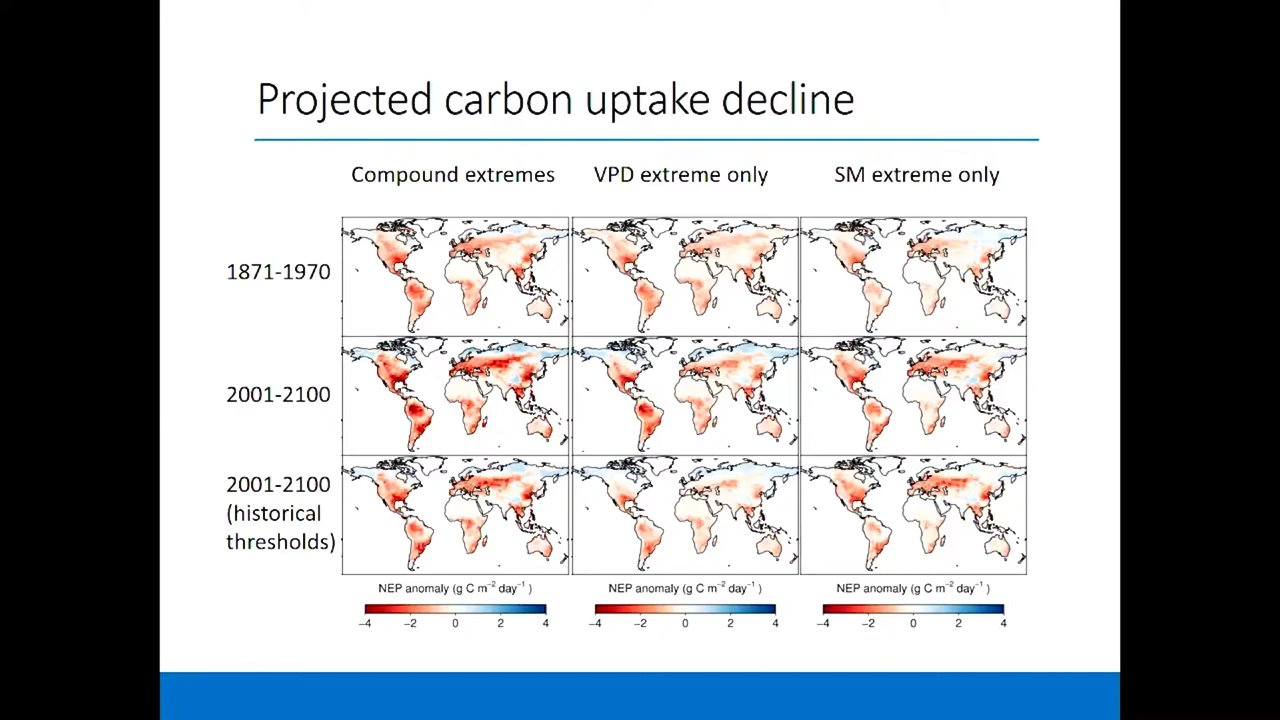 Projected carbon uptake decline
Compound extremes VPD extreme only SM extreme only
1871-1970
2001-2100
2001-2100
(historical
thresholds)
NEP anomaly (g C m⁻² day⁻¹ ) NEP anomaly (g C m⁻² day⁻¹ ) NEP anomaly (g C m⁻² day⁻¹ )
−4 −2 0 2 4 −4 −2 0 2 4 −4 −2 0 2 4